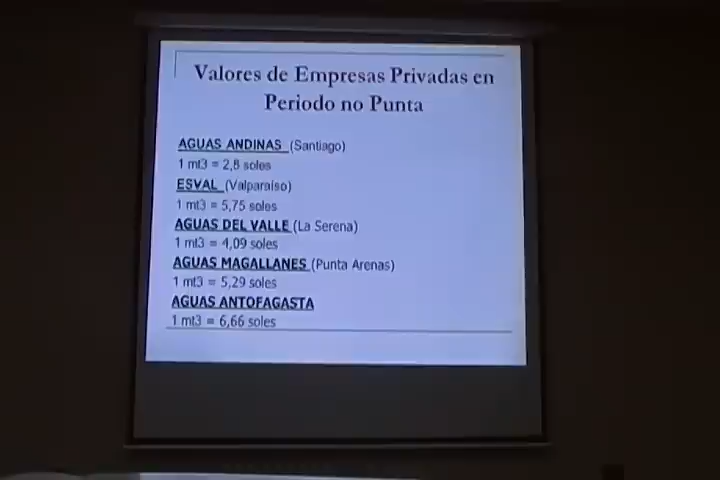 Valores de Empresas Privadas en
Periodo no Punta
AGUAS ANDINAS (Santiago)
1 mt3 = 2,8 soles
ESVAL (Valparaiso)
1 mt3 = 5,75 soles
AGUAS DEL VALLE (La Serena)
1 mt3 = 4,09 soles
AGUAS MAGALLANES (Punta Arenas)
1 mt3 = 5,29 soles
AGUAS ANTOFAGASTA
1 mt3 = 6,66 soles